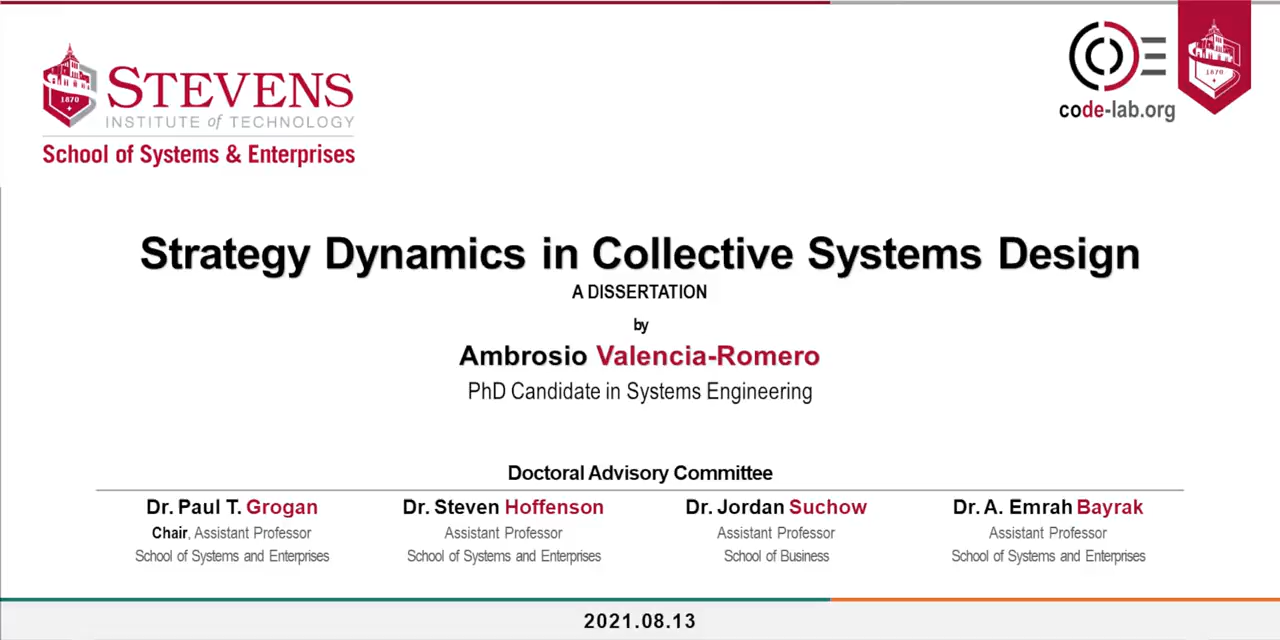 STEVENS
INSTITUTE of TECHNOLOGY
School of Systems & Enterprises
1870
code-lab.org
1870
Strategy Dynamics in Collective Systems Design
A DISSERTATION
by
Ambrosio Valencia-Romero
PhD Candidate in Systems Engineering
Doctoral Advisory Committee
Dr. Paul T. Grogan
Chair, Assistant Professor
School of Systems and Enterprises
Dr. Steven Hoffenson
Assistant Professor
School of Systems and Enterprises
Dr. Jordan Suchow
Assistant Professor
School of Business
Dr. A. Emrah Bayrak
Assistant Professor
School of Systems and Enterprises
2021.08.13